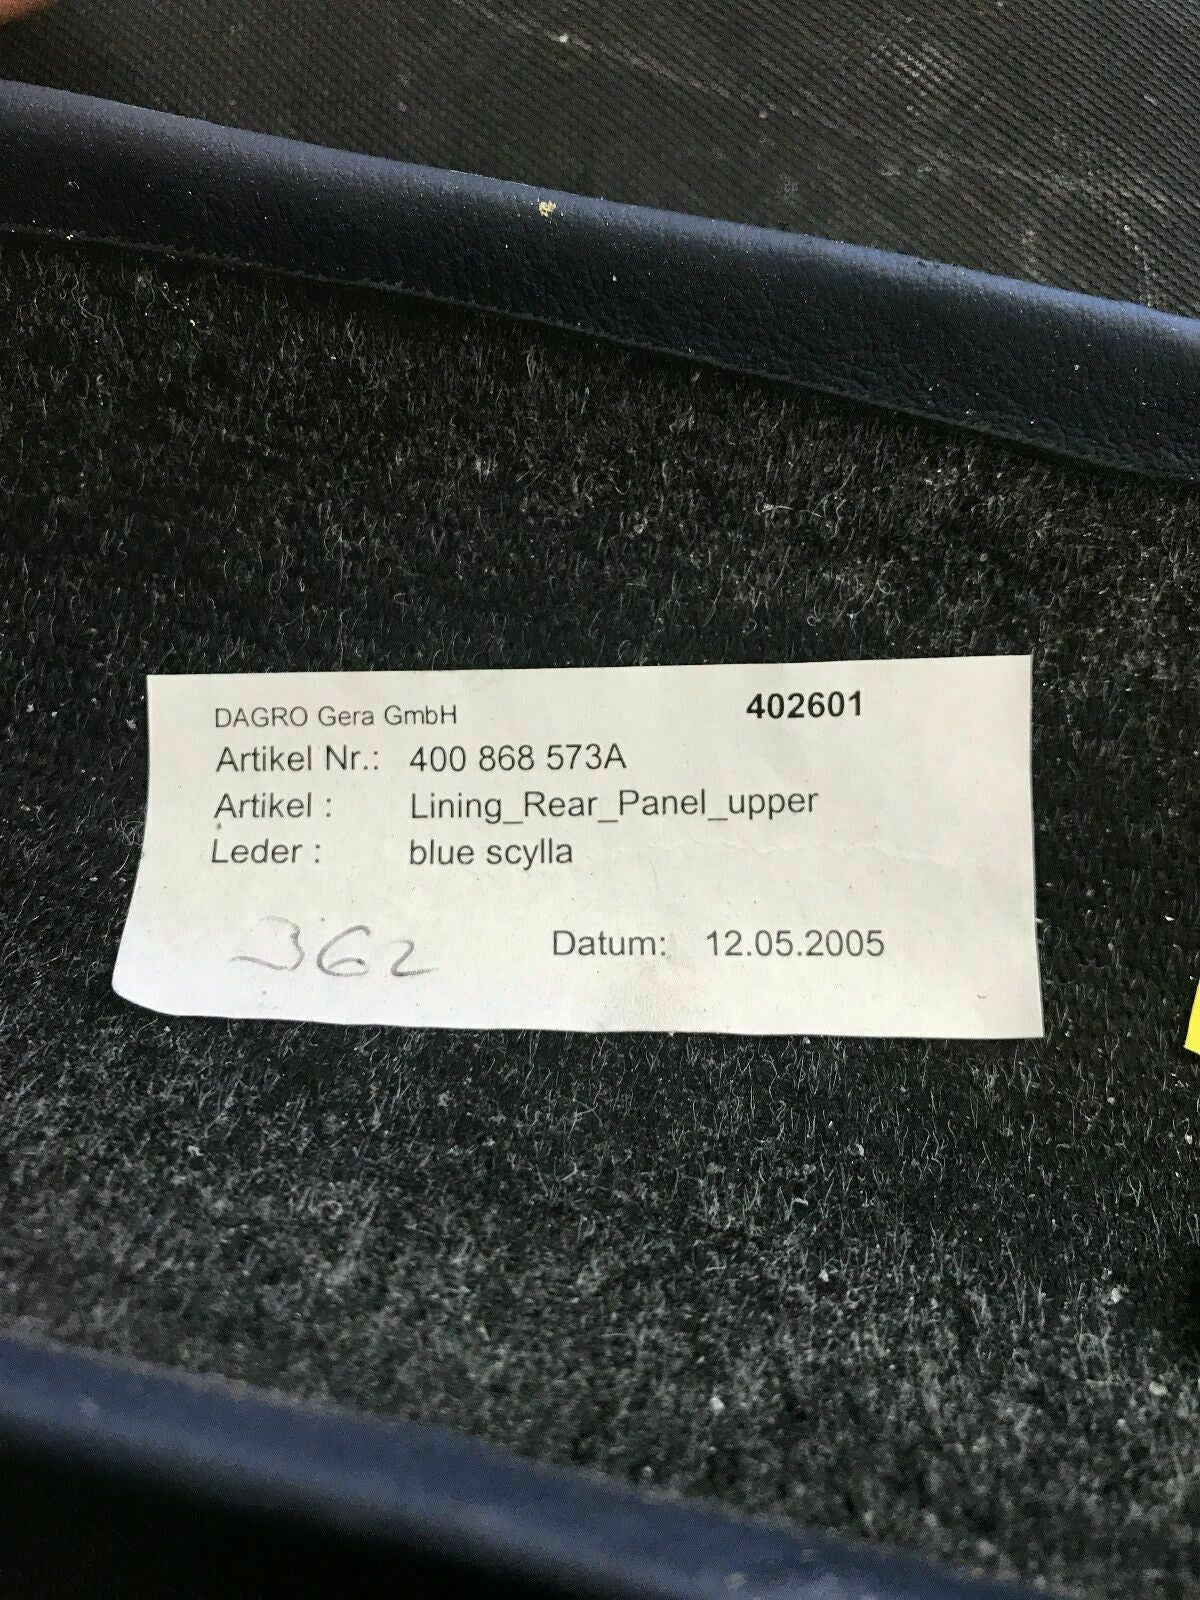 DAGRO Gera GmbH 402601
Artikel Nr.: 400 868 573A
Artikel : Lining_Rear_Panel_upper
Leder : blue scylla
362
Datum: 12.05.2005